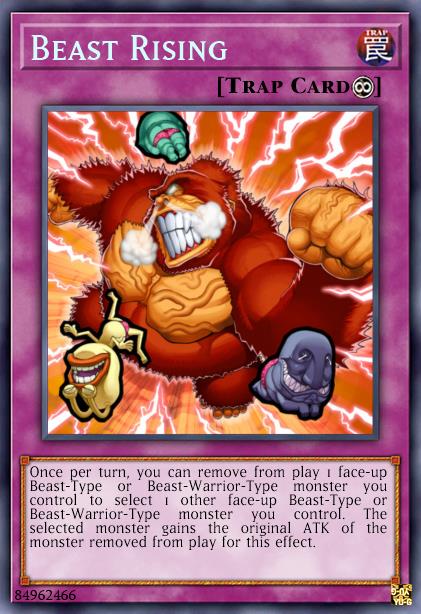 Beast Rising
TRAP
罠
[Trap Card♾]
Once per turn, you can remove from play 1 face-up
Beast-Type or Beast-Warrior-Type monster you
control to select 1 other face-up Beast-Type or
Beast-Warrior-Type monster you control. The
selected monster gains the original ATK of the
monster removed from play for this effect.
84962466